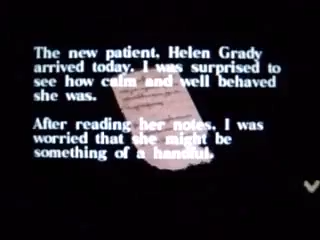 The new patient, Helen Grady
arrived today. I was surprised to
see how calm and well behaved
she was.
After reading her notes, I was
worried that she might be
something of a handful.